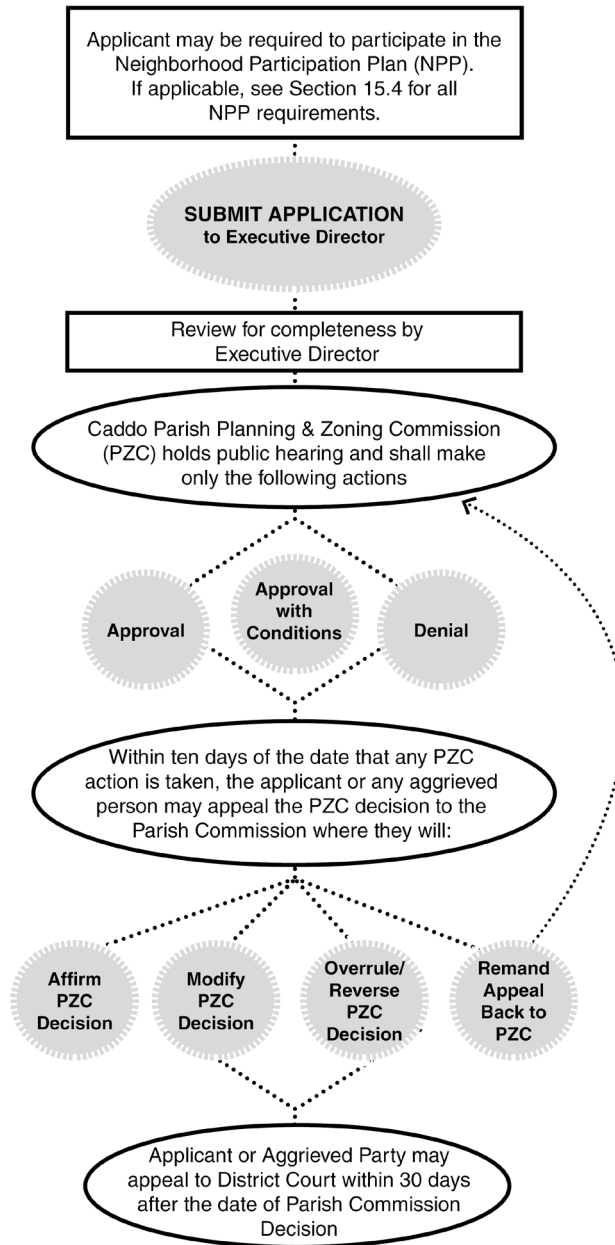 Applicant may be required to participate in the
Neighborhood Participation Plan (NPP).
If applicable, see Section 15.4 for all
NPP requirements.
SUBMIT APPLICATION
to Executive Director
Review for completeness by
Executive Director
Caddo Parish Planning & Zoning Commission
(PZC) holds public hearing and shall make
only the following actions
Approval
Approval
with
Conditions
Denial
Within ten days of the date that any PZC
action is taken, the applicant or any aggrieved
person may appeal the PZC decision to the
Parish Commission where they will:
Affirm
PZC
Decision
Modify
PZC
Decision
Overrule/
Reverse
PZC
Decision
Remand
Appeal
Back to
PZC
Applicant or Aggrieved Party may
appeal to District Court within 30 days
after the date of Parish Commission
Decision